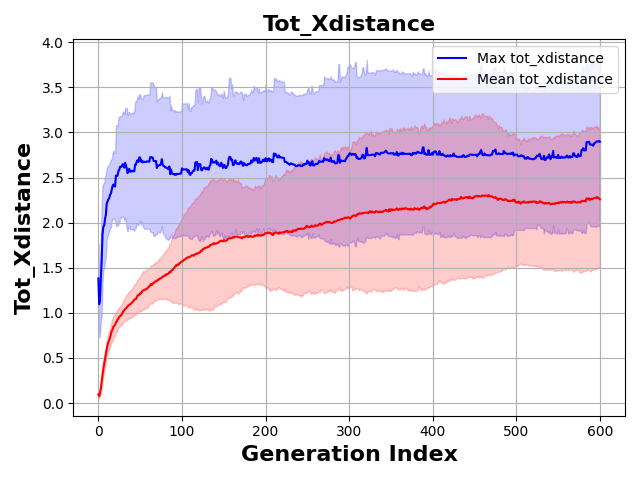 Tot_Xdistance
Max tot_xdistance
Mean tot_xdistance
Tot_Xdistance
4.0
3.5
3.0
2.5
2.0
1.5
1.0
0.5
0.0
0 100 200 300 400 500 600
Generation Index